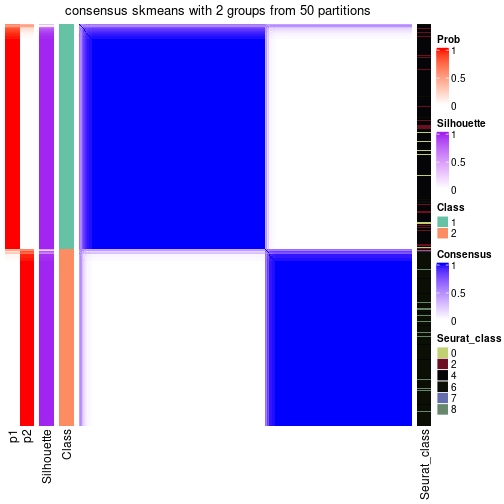 consensus skmeans with 2 groups from 50 partitions
Prob
1
0.5
0
Silhouette
1
0.5
0
Class
1
2
Consensus
1
0.5
0
Seurat_class
0
2
4
6
7
8
p1
p2
Silhouette
Class
Seurat_class